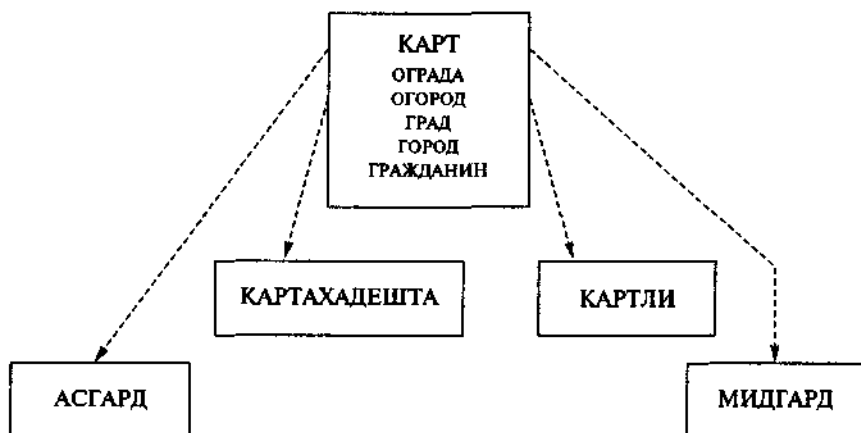 КАРТ
ОГРАДА
ОГОРОД
ГРАД
ГОРОД
ГРАЖДАНИН
КАРТАХАДЕШТА
КАРТЛИ
АСГАРД
МИДГАРД